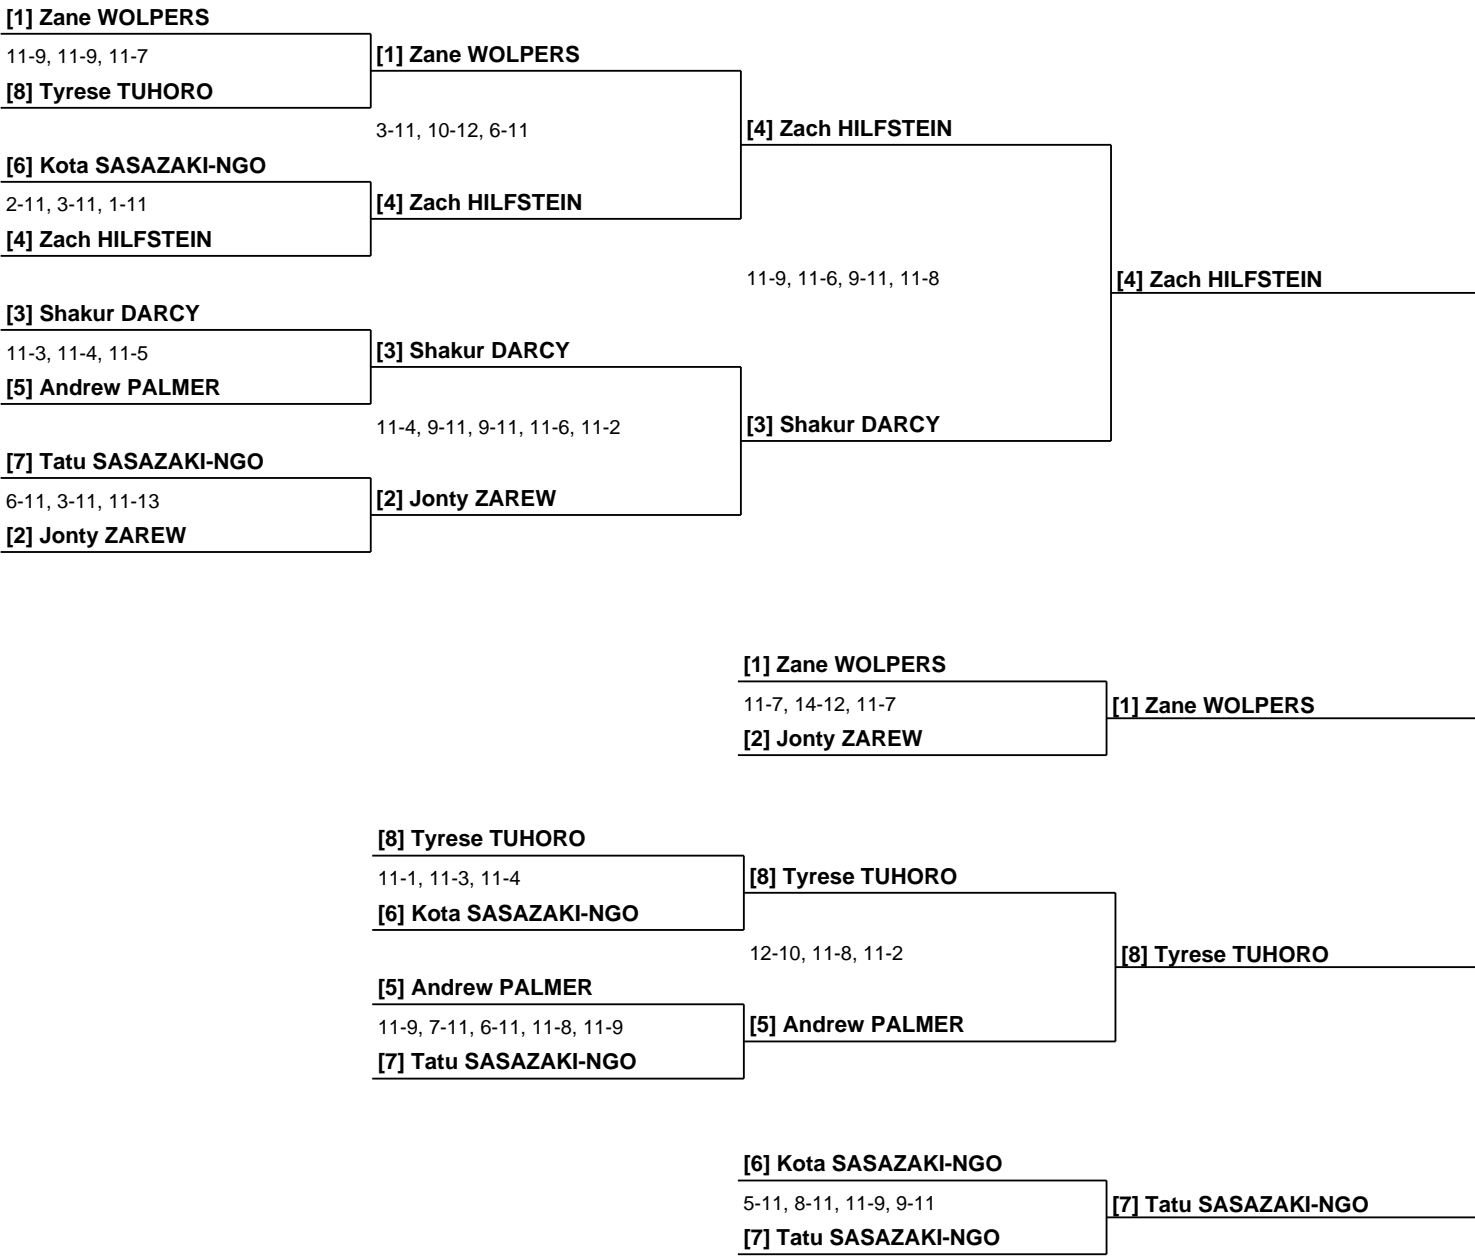 [1] Zane WOLPERS
11-9, 11-9, 11-7
[1] Zane WOLPERS
[8] Tyrese TUHORO
3-11, 10-12, 6-11
[4] Zach HILFSTEIN
[6] Kota SASAZAKI-NGO
2-11, 3-11, 1-11
[4] Zach HILFSTEIN
[4] Zach HILFSTEIN
11-9, 11-6, 9-11, 11-8
[4] Zach HILFSTEIN
[3] Shakur DARCY
11-3, 11-4, 11-5
[3] Shakur DARCY
[5] Andrew PALMER
11-4, 9-11, 9-11, 11-6, 11-2
[3] Shakur DARCY
[7] Tatu SASAZAKI-NGO
6-11, 3-11, 11-13
[2] Jonty ZAREW
[2] Jonty ZAREW
[1] Zane WOLPERS
11-7, 14-12, 11-7
[1] Zane WOLPERS
[2] Jonty ZAREW
[8] Tyrese TUHORO
11-1, 11-3, 11-4
[8] Tyrese TUHORO
[6] Kota SASAZAKI-NGO
12-10, 11-8, 11-2
[8] Tyrese TUHORO
[5] Andrew PALMER
11-9, 7-11, 6-11, 11-8, 11-9
[5] Andrew PALMER
[7] Tatu SASAZAKI-NGO
[6] Kota SASAZAKI-NGO
5-11, 8-11, 11-9, 9-11
[7] Tatu SASAZAKI-NGO
[7] Tatu SASAZAKI-NGO